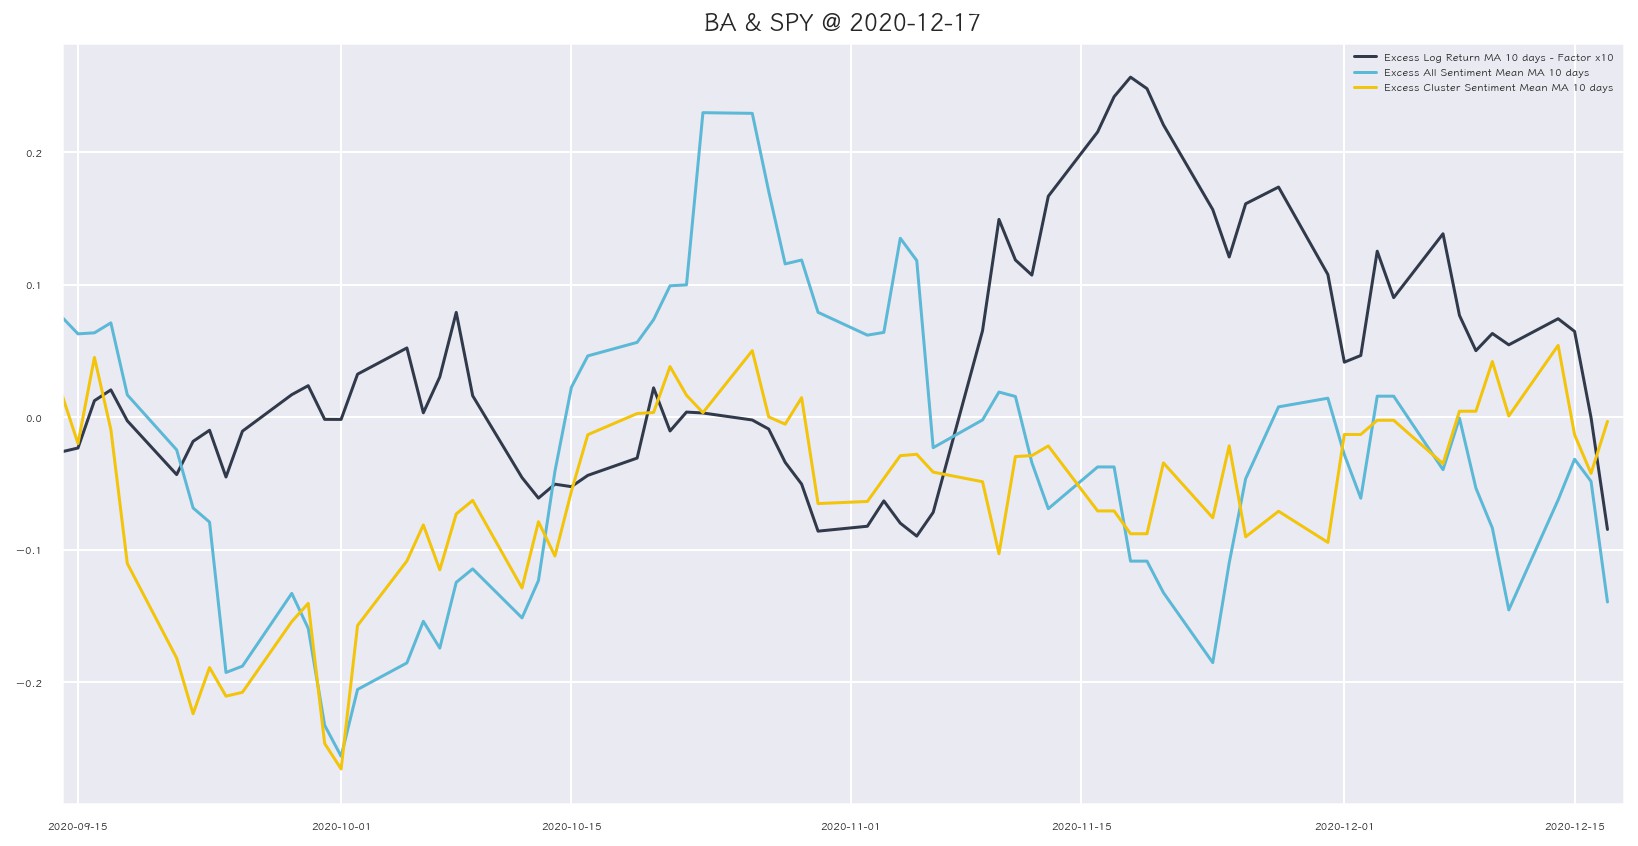 BA & SPY @ 2020-12-17
Excess Log Return MA 10 days - Factor x10
Excess All Sentiment Mean MA 10 days
Excess Cluster Sentiment Mean MA 10 days
0.2
0.1
0.0
−0.1
−0.2
2020-09-15 2020-10-01 2020-10-15 2020-11-01 2020-11-15 2020-12-01 2020-12-15